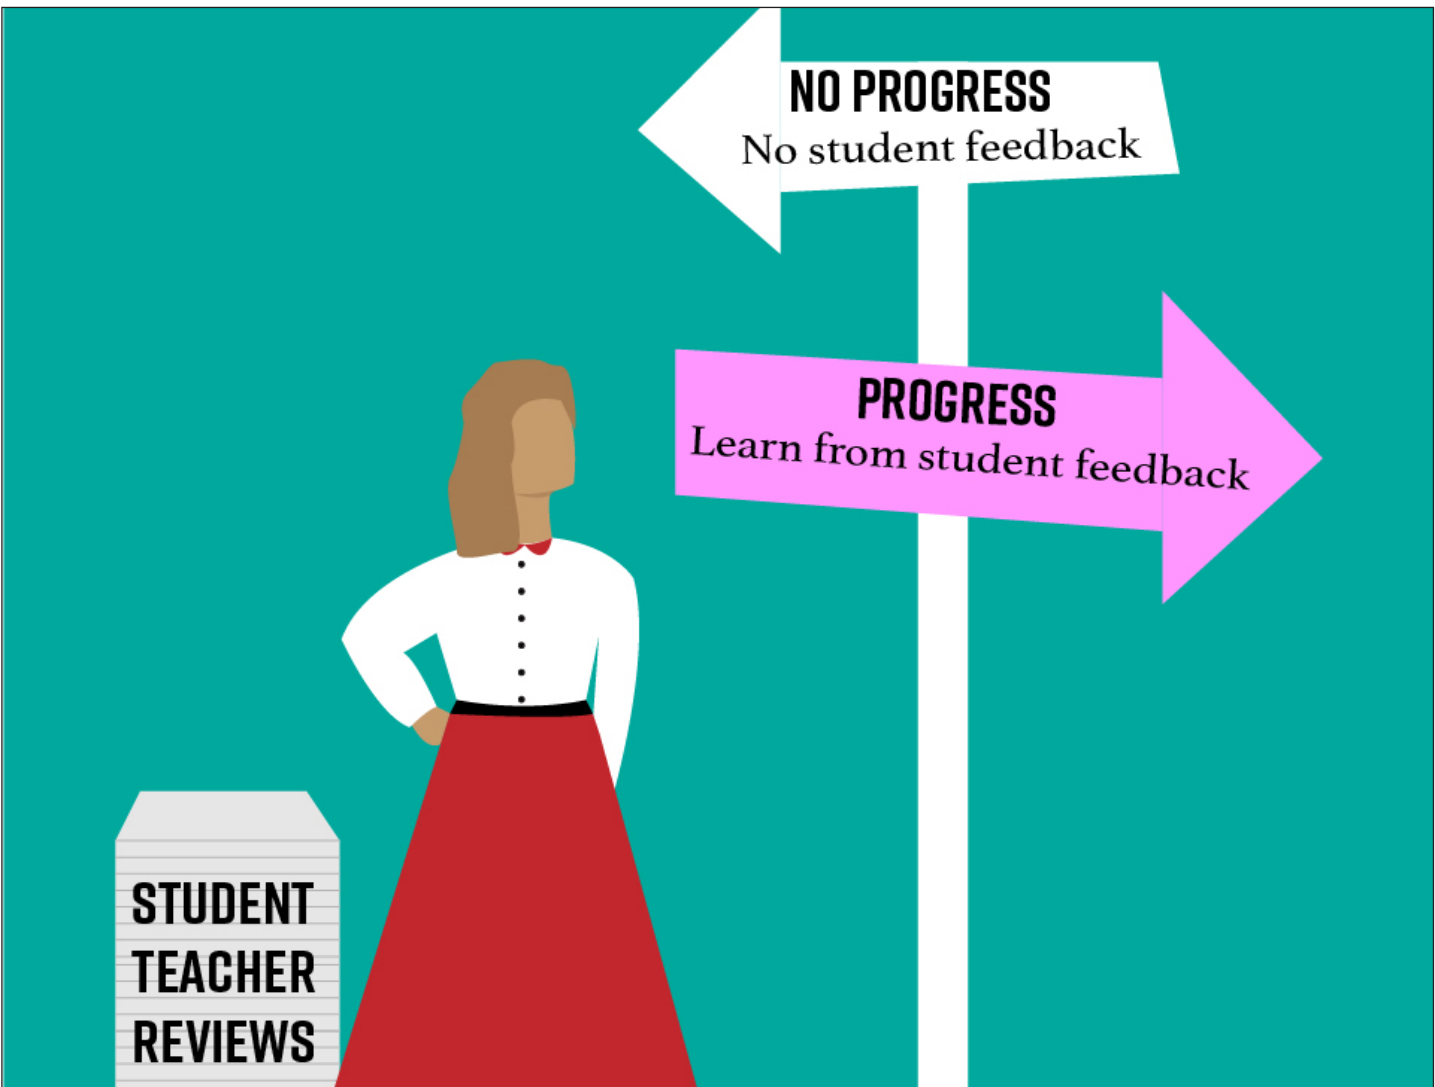 NO PROGRESS
No student feedback
PROGRESS
Learn from student feedback
STUDENT
TEACHER
REVIEWS